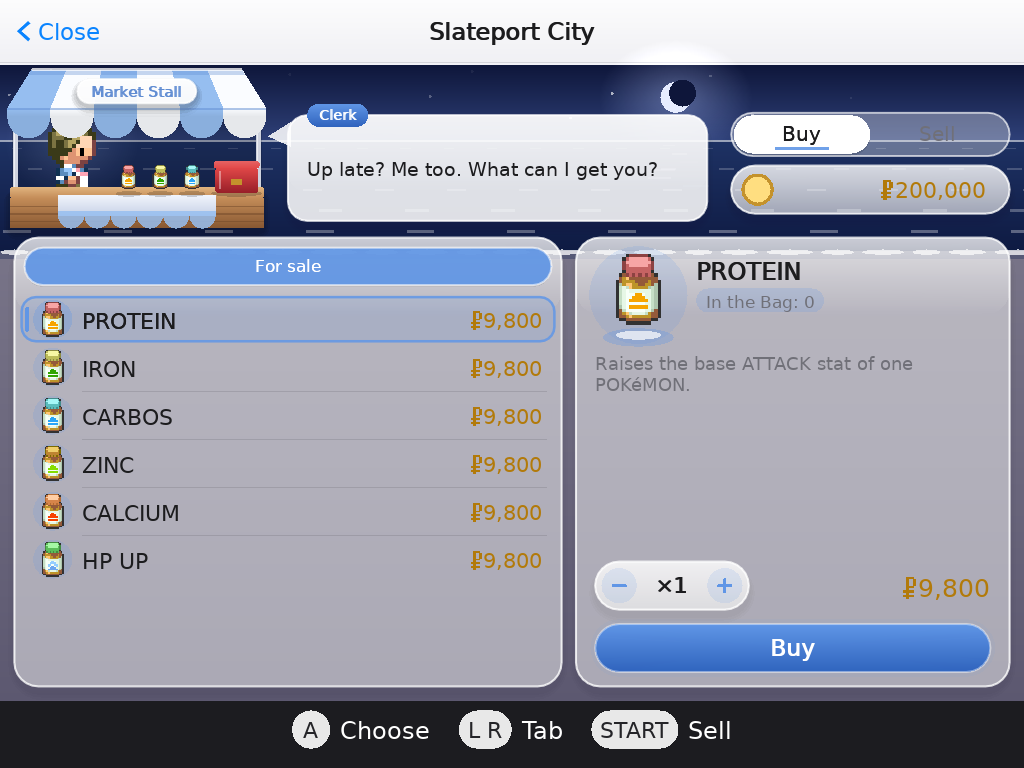 Close
Slateport City
Market Stall
Clerk
Up late? Me too. What can I get you?
Buy
Sell
₽200,000
For sale
PROTEIN ₽9,800
IRON ₽9,800
CARBOS ₽9,800
ZINC ₽9,800
CALCIUM ₽9,800
HP UP ₽9,800
PROTEIN
In the Bag: 0
Raises the base ATTACK stat of one
POKéMON.
− ×1 +
₽9,800
Buy
A Choose
L R Tab
START Sell